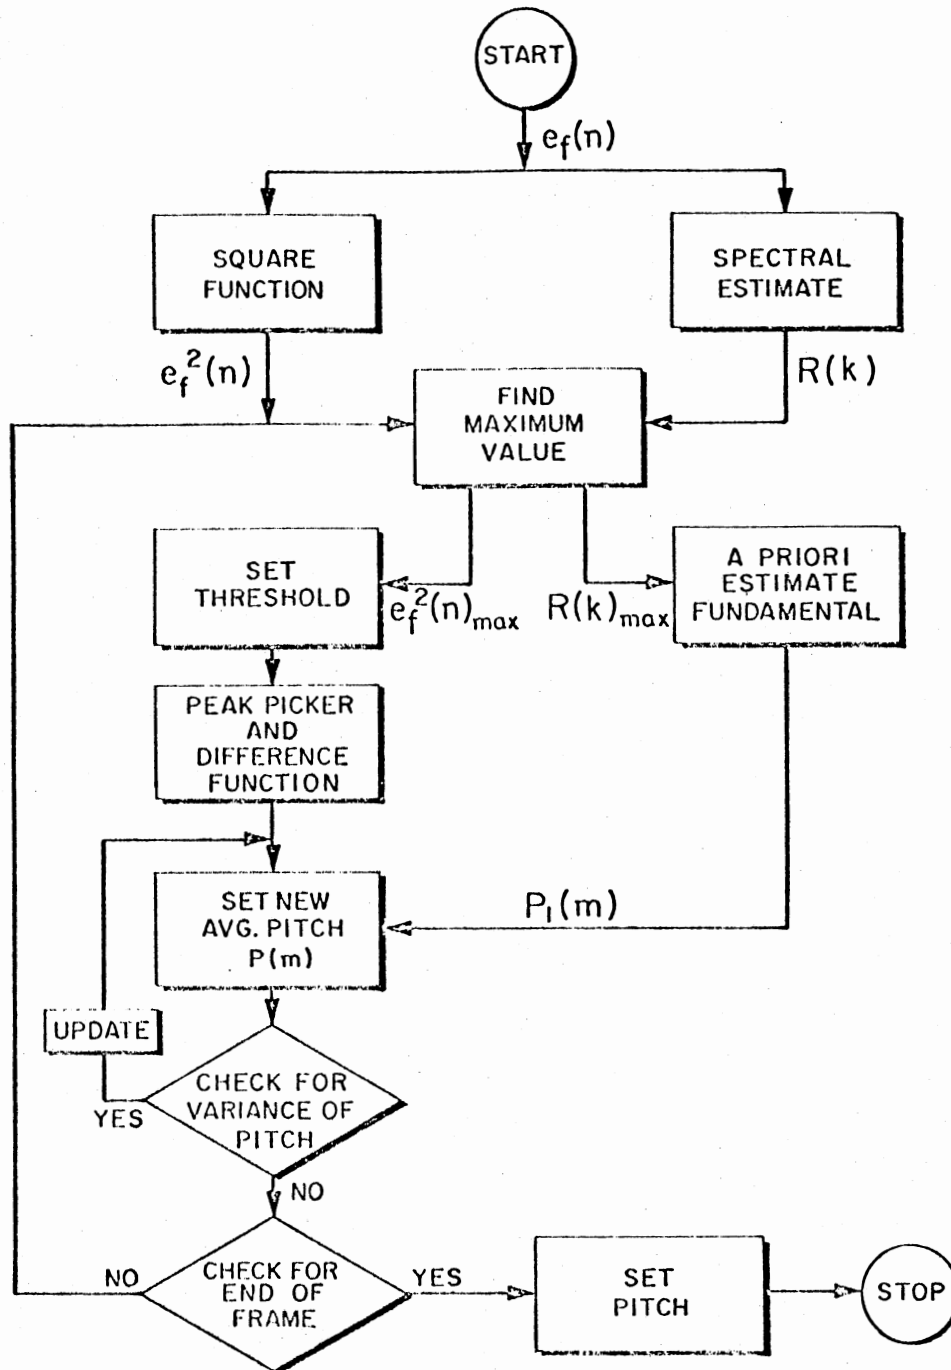 START
e_f(n)
SQUARE
FUNCTION
SPECTRAL
ESTIMATE
e_f^2(n)
R(k)
FIND
MAXIMUM
VALUE
SET
THRESHOLD
e_f^2(n)_max
R(k)_max
A PRIORI
ESTIMATE
FUNDAMENTAL
PEAK PICKER
AND
DIFFERENCE
FUNCTION
SET NEW
AVG. PITCH
P(m)
P_1(m)
UPDATE
CHECK FOR
VARIANCE OF
PITCH
YES
NO
CHECK FOR
END OF
FRAME
NO
YES
SET
PITCH
STOP